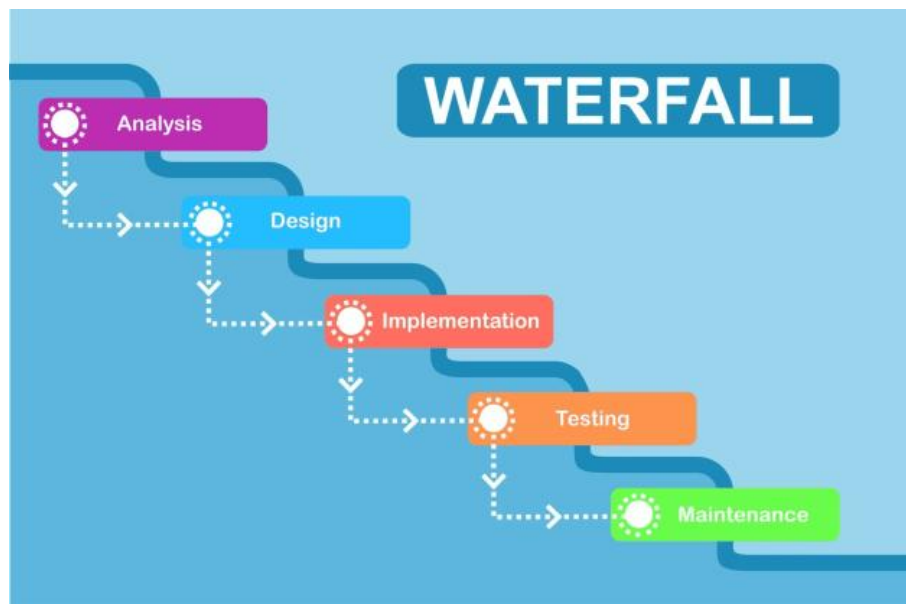 WATERFALL
Analysis
Design
Implementation
Testing
Maintenance